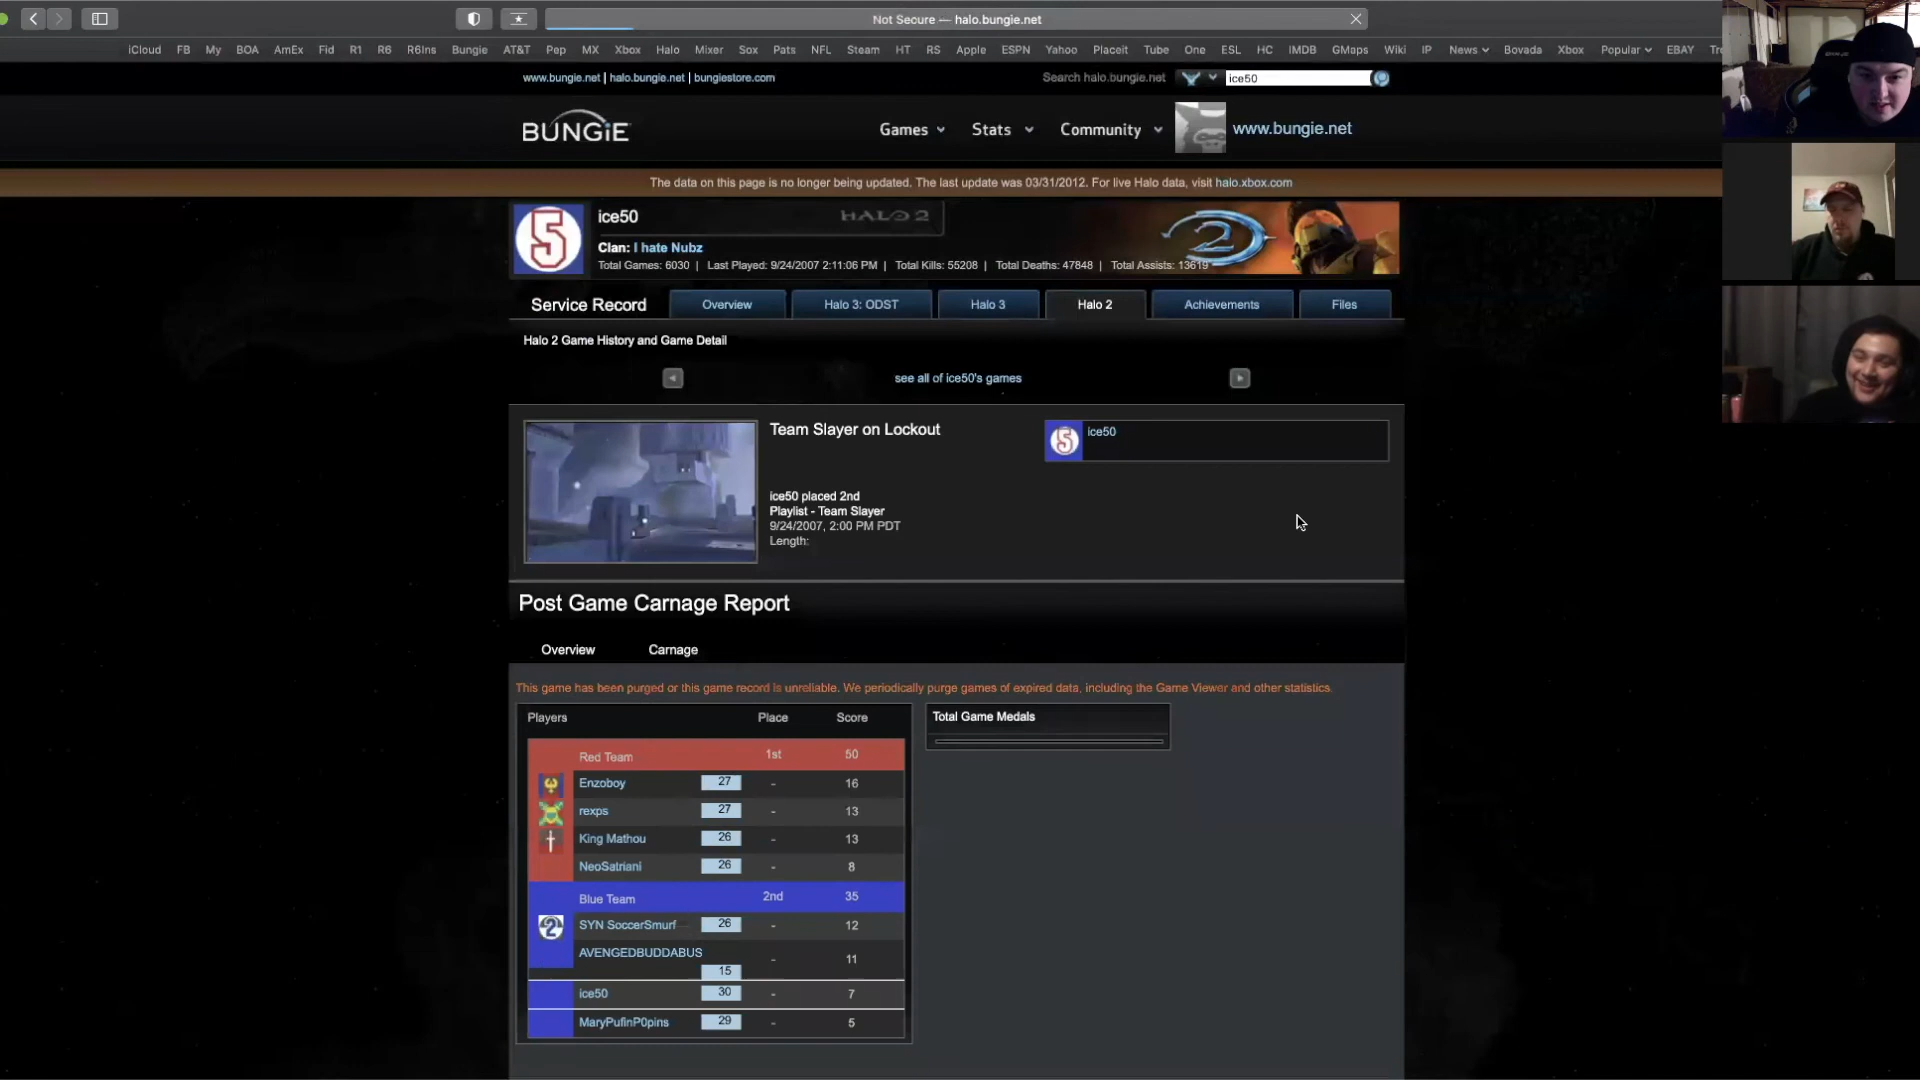 Not Secure — halo.bungie.net
iCloud FB My BOA AmEx Fid R1 R6 R6Ins Bungie AT&T Pep MX Xbox Halo Mixer Sox Pats NFL Steam HT RS Apple ESPN Yahoo Placeit Tube One ESL HC IMDB GMaps Wiki IP News Bovada Xbox Popular EBAY
www.bungie.net | halo.bungie.net | bungiestore.com Search halo.bungie.net ice50
BUNGiE Games Stats Community www.bungie.net
The data on this page is no longer being updated. The last update was 03/31/2012. For live Halo data, visit halo.xbox.com
5 ice50 HALO 2 2
Clan: I hate Nubz
Total Games: 6030 | Last Played: 9/24/2007 2:11:06 PM | Total Kills: 55208 | Total Deaths: 47848 | Total Assists: 13619
Service Record Overview Halo 3: ODST Halo 3 Halo 2 Achievements Files
Halo 2 Game History and Game Detail
see all of ice50's games
Team Slayer on Lockout 5 ice50
ice50 placed 2nd
Playlist - Team Slayer
9/24/2007, 2:00 PM PDT
Length:
Post Game Carnage Report
Overview Carnage
This game has been purged or this game record is unreliable. We periodically purge games of expired data, including the Game Viewer and other statistics.
Players Place Score Total Game Medals
Red Team 1st 50
Enzoboy 27 - 16
rexps 27 - 13
King Mathou 26 - 13
NeoSatriani 26 - 8
Blue Team 2nd 35
2 SYN SoccerSmurf 26 - 12
AVENGEDBUDDABUS 15 - 11
ice50 30 - 7
MaryPufinP0pins 29 - 5